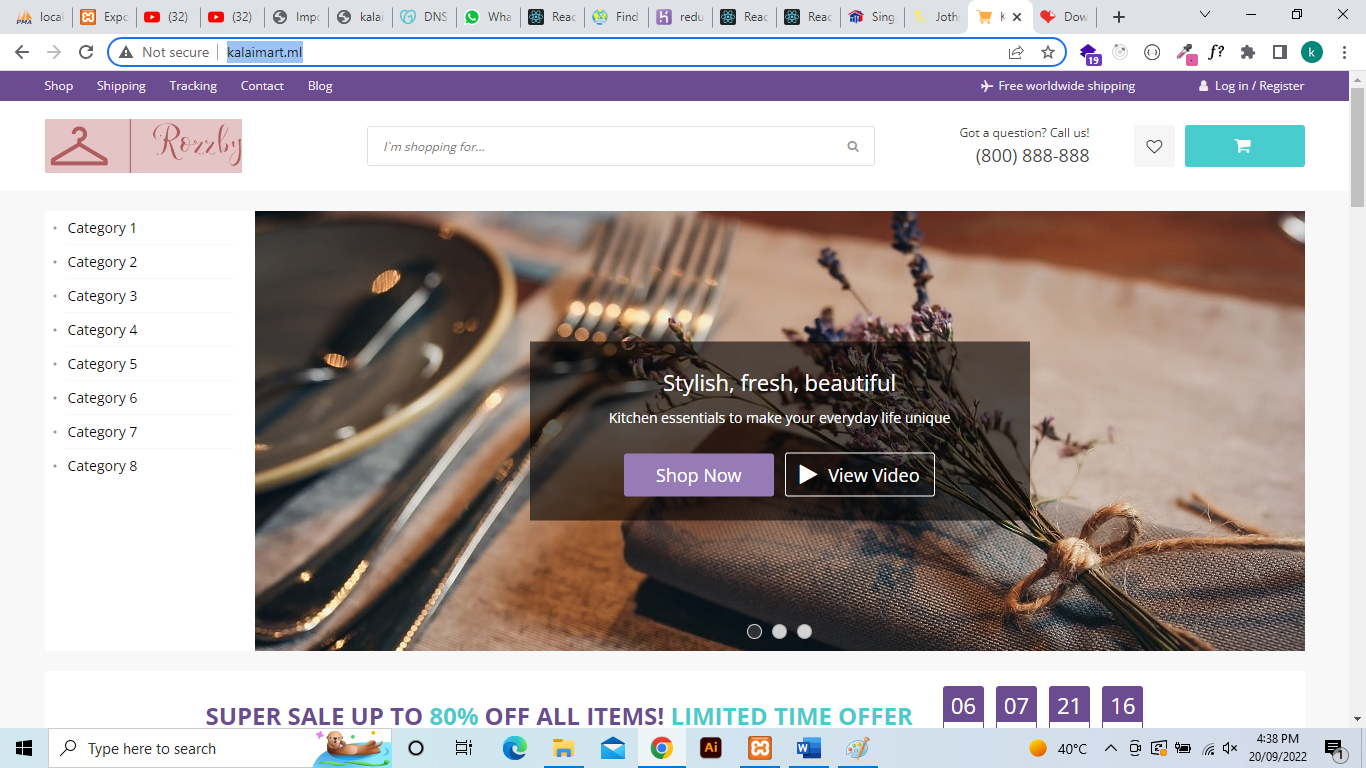 local
Expo
(32)
(32)
Impo
kalai
DNS
Wha
Reac
Find
redu
Reac
Reac
Sing
Joths
K
Dow
Not secure
kalaimart.ml
19
f?
k
Shop Shipping Tracking Contact Blog
Free worldwide shipping
Log in / Register
Rozzby
I'm shopping for...
Got a question? Call us!
(800) 888-888
Category 1
Category 2
Category 3
Category 4
Category 5
Category 6
Category 7
Category 8
Stylish, fresh, beautiful
Kitchen essentials to make your everyday life unique
Shop Now
View Video
SUPER SALE UP TO 80% OFF ALL ITEMS! LIMITED TIME OFFER
06 07 21 16
Type here to search
Ai
40°C
4:38 PM
20/09/2022
1